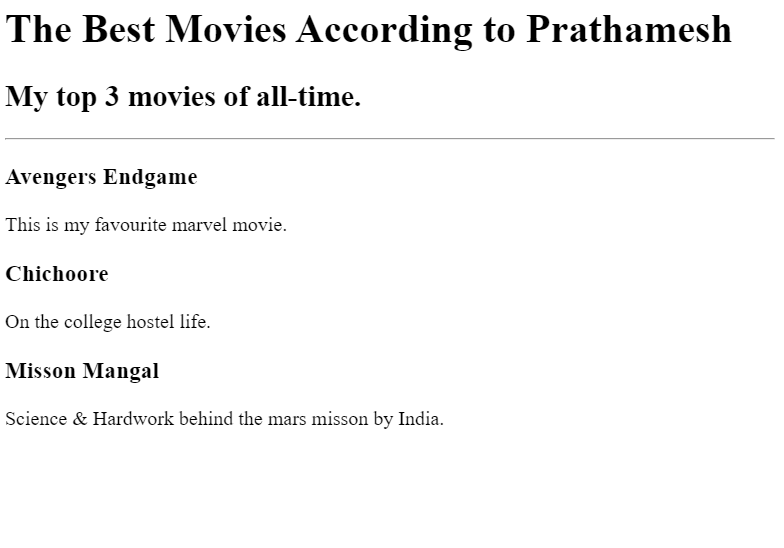 The Best Movies According to Prathamesh
My top 3 movies of all-time.
Avengers Endgame
This is my favourite marvel movie.
Chichoore
On the college hostel life.
Misson Mangal
Science & Hardwork behind the mars misson by India.